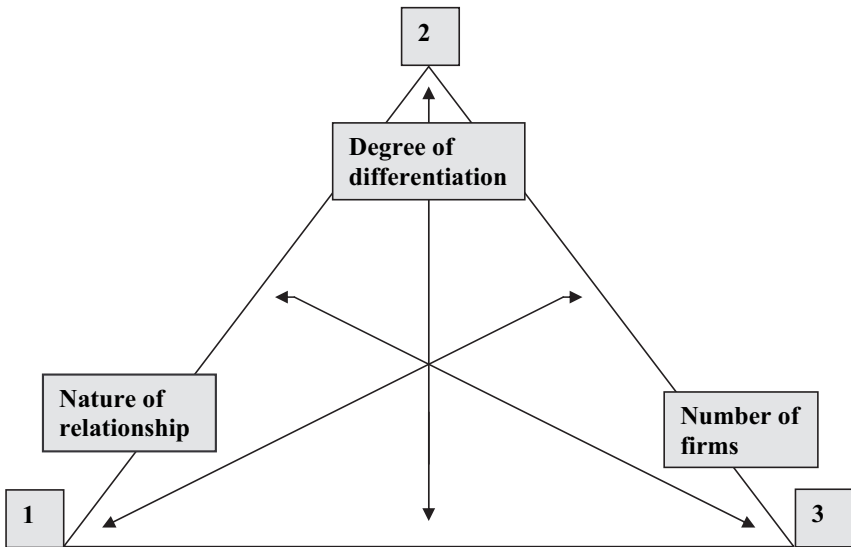 2
Degree of
differentiation
Nature of
relationship
Number of
firms
1
3